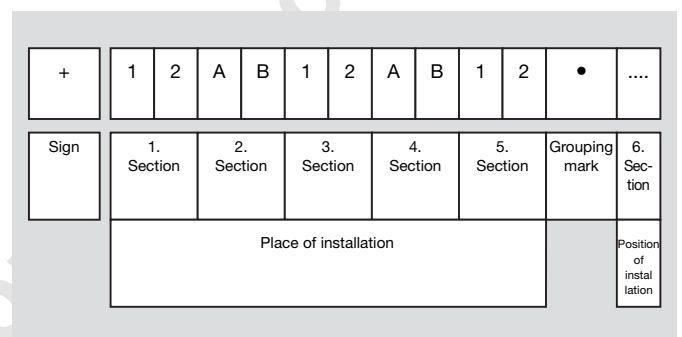 + 1 2 A B 1 2 A B 1 2 • ....
Sign
1.
Section
2.
Section
3.
Section
4.
Section
5.
Section
Grouping
mark
6.
Sec-
tion
Place of installation
Position
of
instal
lation